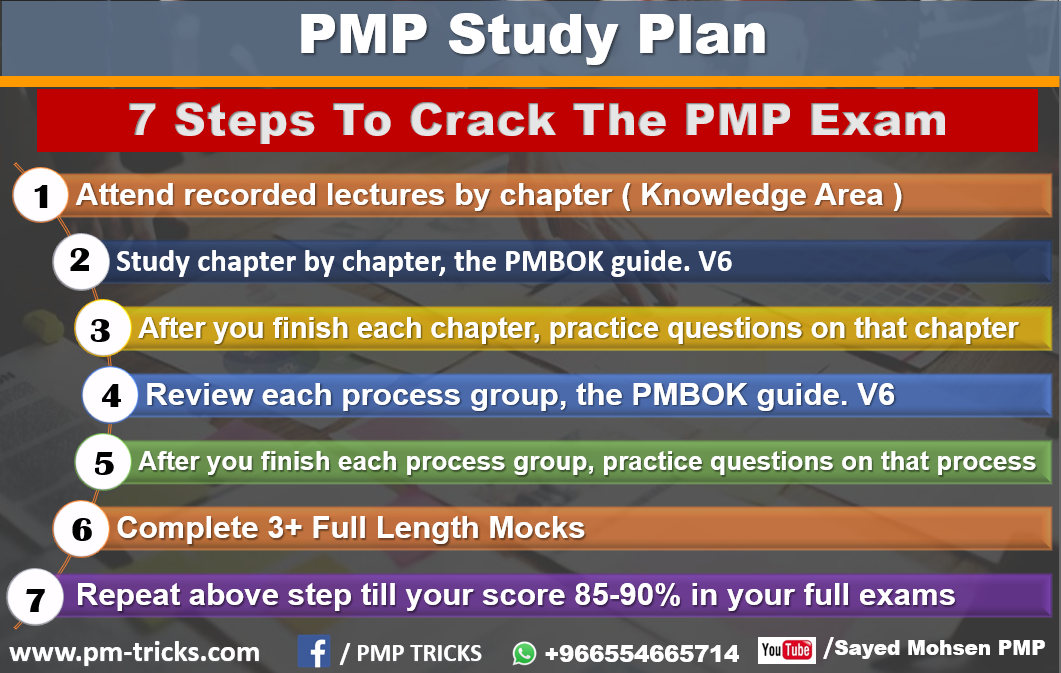 PMP Study Plan
7 Steps To Crack The PMP Exam
1 Attend recorded lectures by chapter ( Knowledge Area )
2 Study chapter by chapter, the PMBOK guide. V6
3 After you finish each chapter, practice questions on that chapter
4 Review each process group, the PMBOK guide. V6
5 After you finish each process group, practice questions on that process
6 Complete 3+ Full Length Mocks
7 Repeat above step till your score 85-90% in your full exams
www.pm-tricks.com f / PMP TRICKS +966554665714 YouTube /Sayed Mohsen PMP